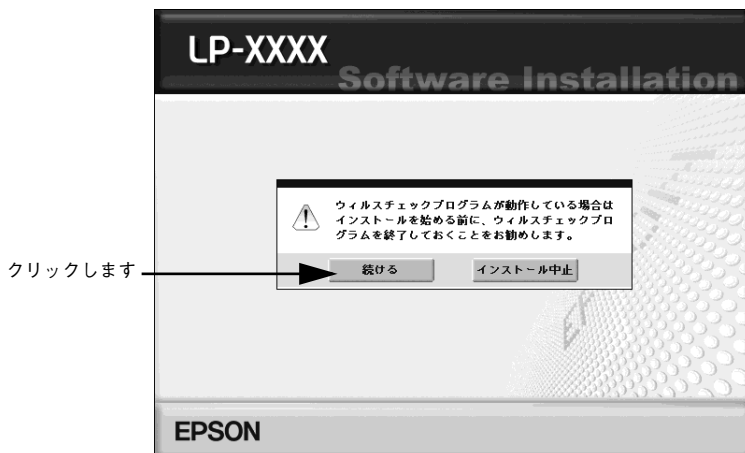 LP-XXXX
Software Installation
ウィルスチェックプログラムが動作している場合は
インストールを始める前に、ウィルスチェックプロ
グラムを終了しておくことをお勧めします。
クリックします
続ける
インストール中止
EPSON